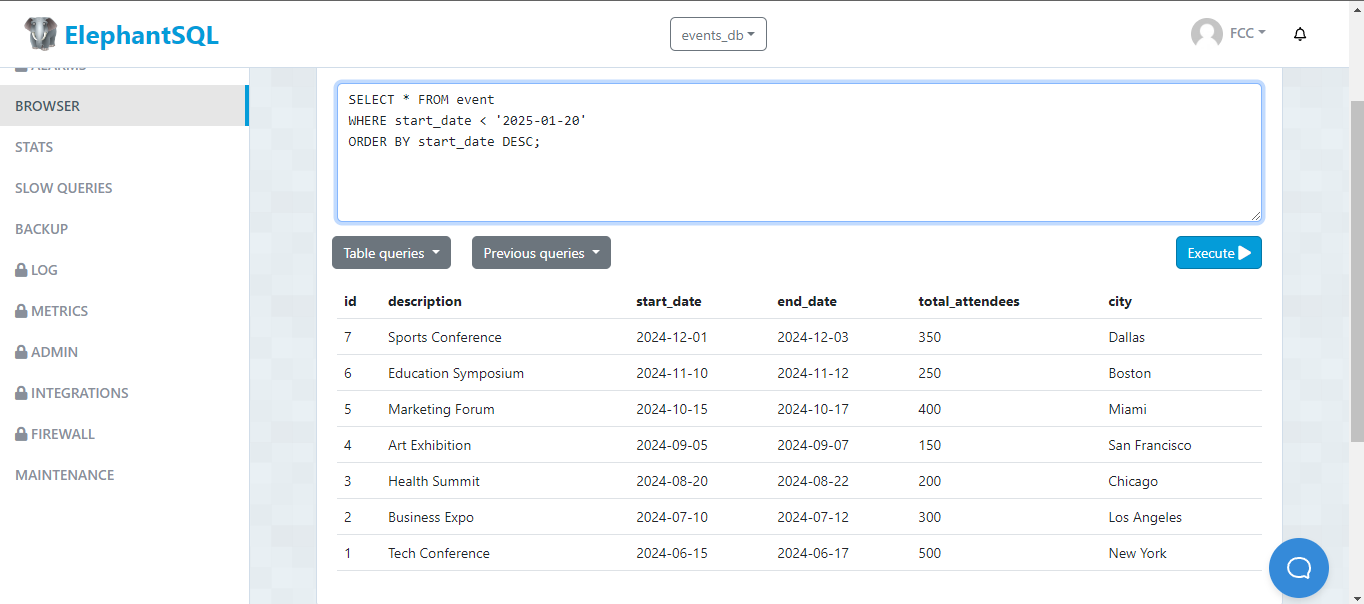 ElephantSQL
events_db
FCC
ALARMS
BROWSER
STATS
SLOW QUERIES
BACKUP
LOG
METRICS
ADMIN
INTEGRATIONS
FIREWALL
MAINTENANCE
SELECT * FROM event
WHERE start_date < '2025-01-20'
ORDER BY start_date DESC;
Table queries Previous queries Execute
id description start_date end_date total_attendees city
7 Sports Conference 2024-12-01 2024-12-03 350 Dallas
6 Education Symposium 2024-11-10 2024-11-12 250 Boston
5 Marketing Forum 2024-10-15 2024-10-17 400 Miami
4 Art Exhibition 2024-09-05 2024-09-07 150 San Francisco
3 Health Summit 2024-08-20 2024-08-22 200 Chicago
2 Business Expo 2024-07-10 2024-07-12 300 Los Angeles
1 Tech Conference 2024-06-15 2024-06-17 500 New York